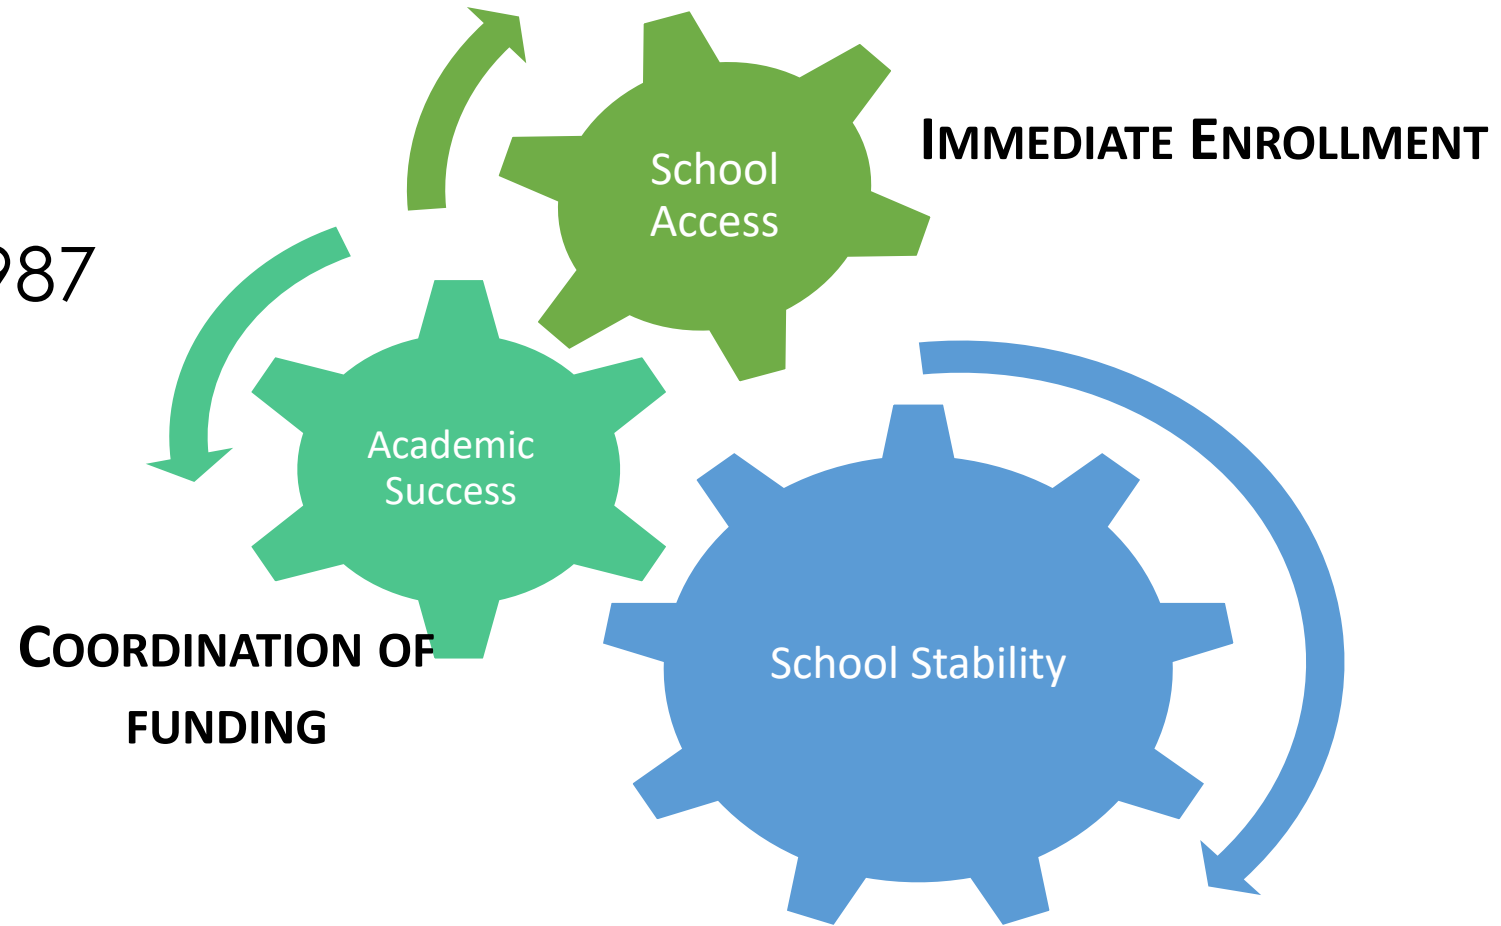 IMMEDIATE ENROLLMENT
School
Access
987
Academic
Success
COORDINATION OF
FUNDING
School Stability